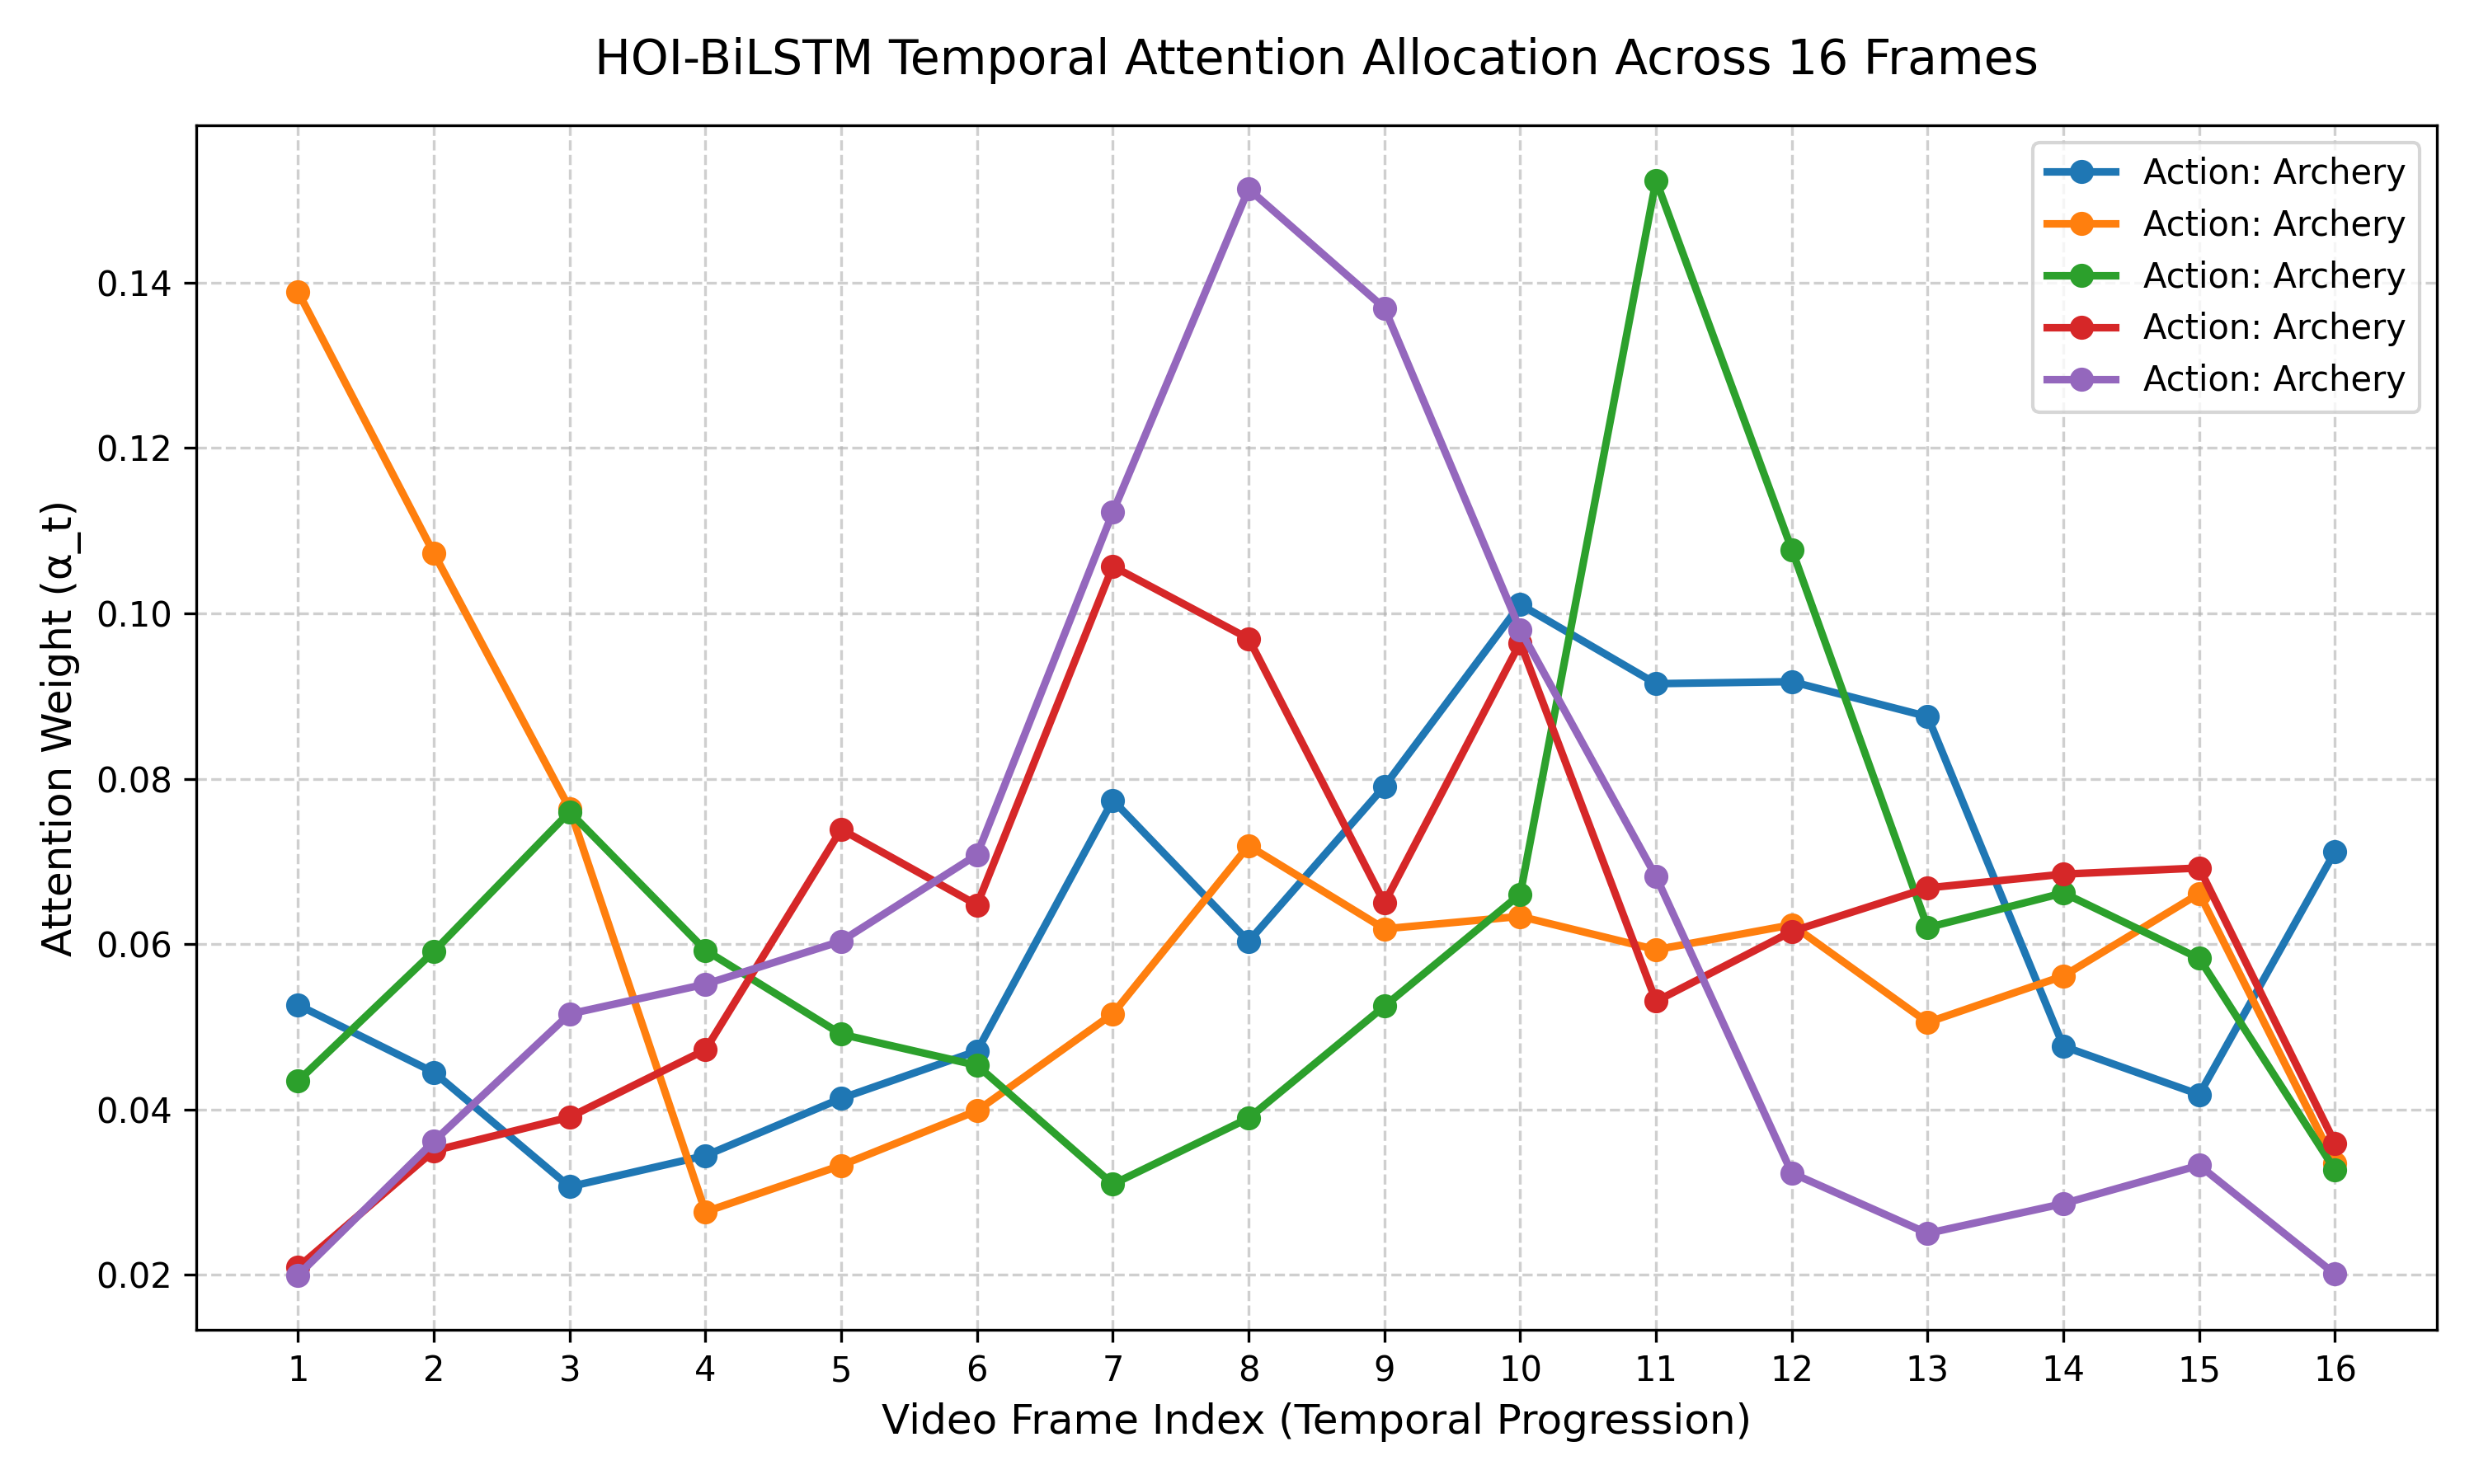 HOI-BiLSTM Temporal Attention Allocation Across 16 Frames
Action: Archery
Action: Archery
Action: Archery
Action: Archery
Action: Archery
Attention Weight (α_t)
0.14
0.12
0.10
0.08
0.06
0.04
0.02
1 2 3 4 5 6 7 8 9 10 11 12 13 14 15 16
Video Frame Index (Temporal Progression)